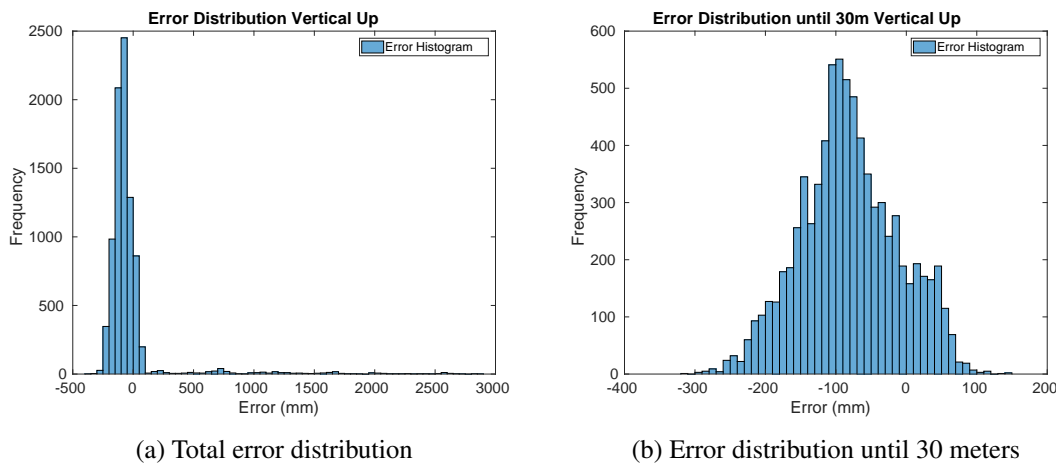 Error Distribution Vertical Up
2500
2000
1500
1000
500
0
Frequency
Error Histogram
-500 0 500 1000 1500 2000 2500 3000
Error (mm)
(a) Total error distribution
Error Distribution until 30m Vertical Up
600
500
400
300
200
100
0
Frequency
Error Histogram
-400 -300 -200 -100 0 100 200
Error (mm)
(b) Error distribution until 30 meters